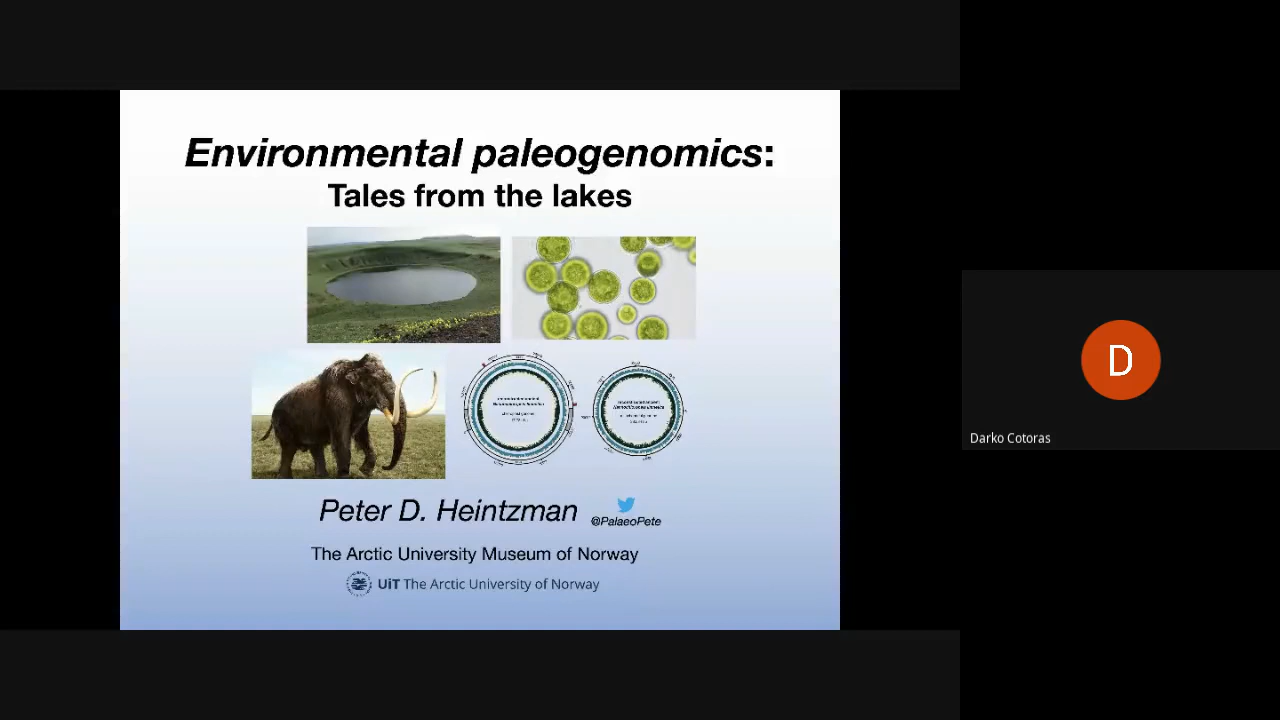 Environmental paleogenomics:
Tales from the lakes
Peter D. Heintzman
@PalaeoPete
The Arctic University Museum of Norway
UiT The Arctic University of Norway
D
Darko Cotoras